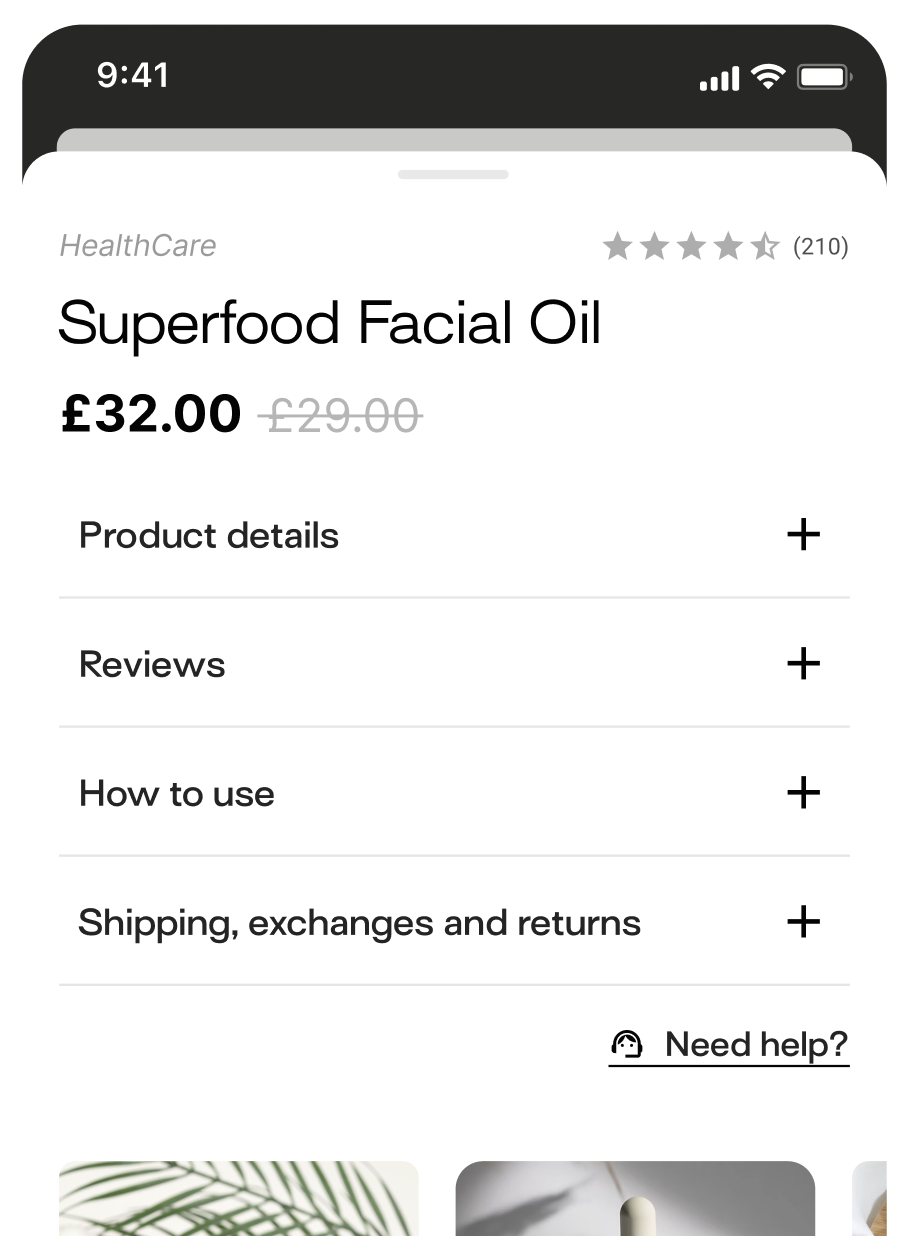 9:41
HealthCare (210)
Superfood Facial Oil
£32.00 £29.00
Product details
Reviews
How to use
Shipping, exchanges and returns
Need help?